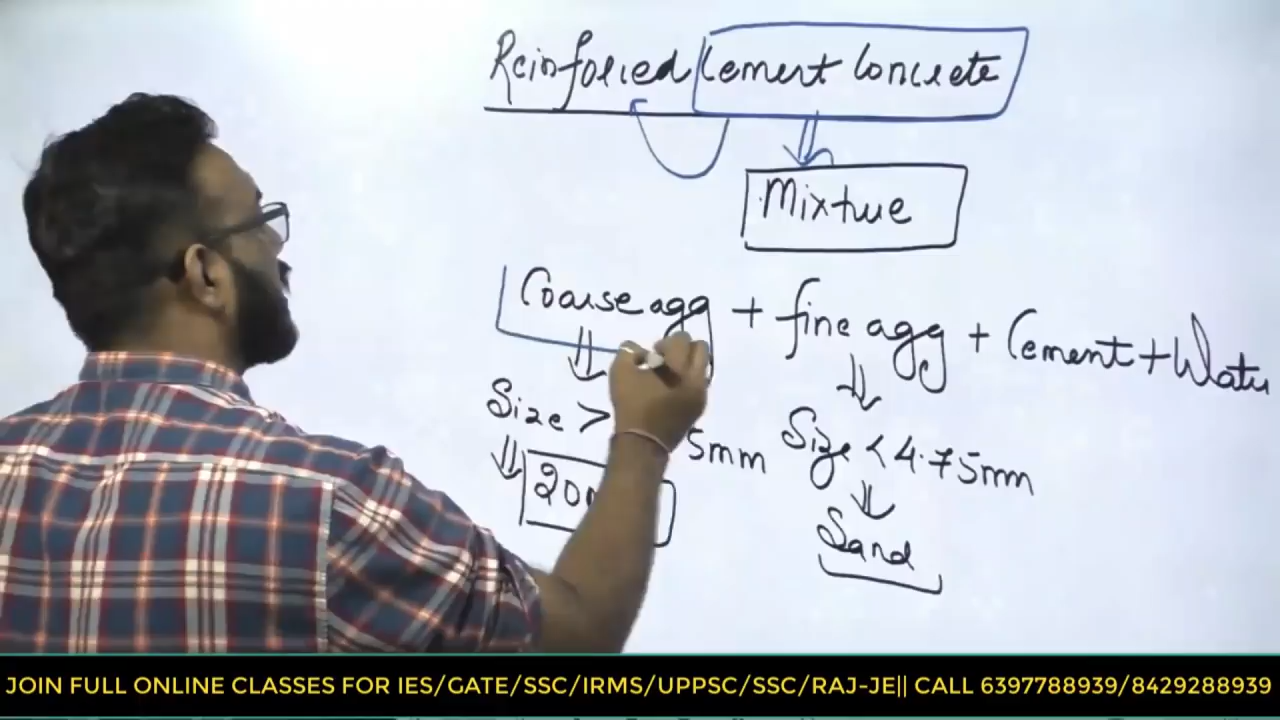 Reinforced Cement Concrete
Mixture
Coarse agg + fine agg + Cement + Water
Size > 5mm Size < 4.75mm
20
Sand
JOIN FULL ONLINE CLASSES FOR IES/GATE/SSC/IRMS/UPPSC/SSC/RAJ-JE|| CALL 6397788939/8429288939